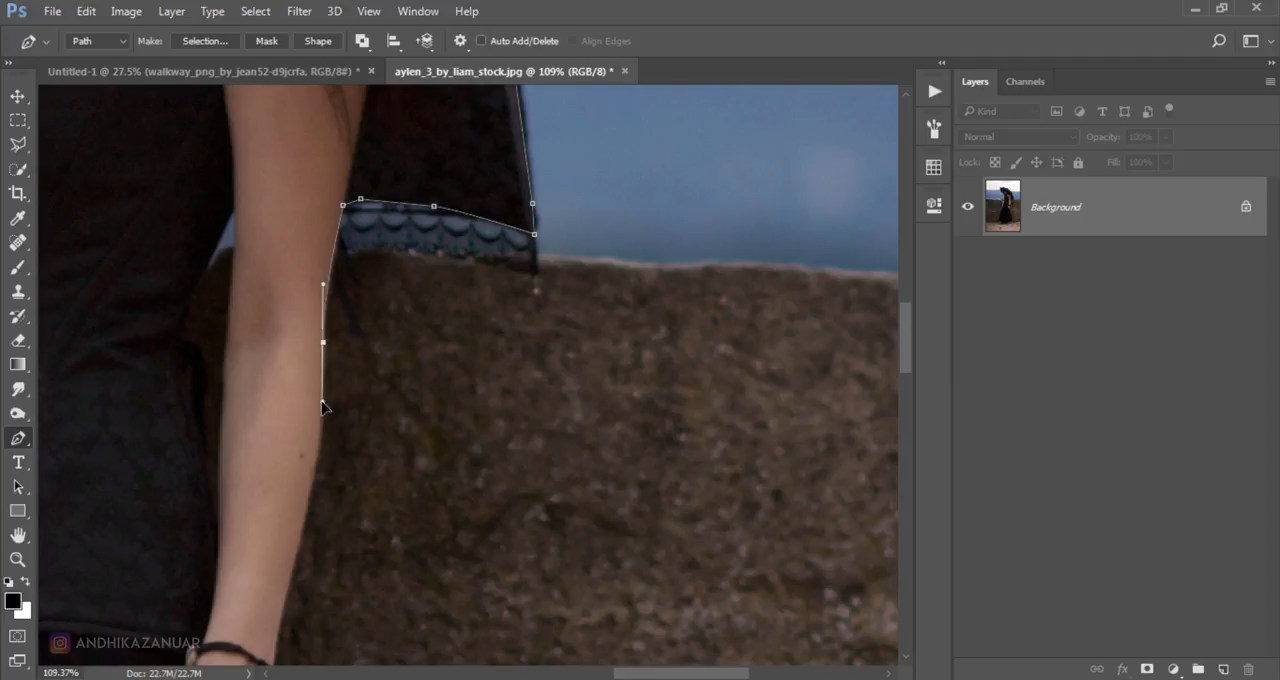 Ps File Edit Image Layer Type Select Filter 3D View Window Help
Path Make: Selection... Mask Shape Auto Add/Delete Align Edges
Untitled-1 @ 27.5% (walkway_png_by_jean52-d9jcrfa, RGB/8#) * aylen_3_by_liam_stock.jpg @ 109% (RGB/8) *
Layers Channels
Kind
Normal Opacity: 100%
Lock: Fill: 100%
Background
ANDHIKAZANUAR
109.37% Doc: 22.7M/22.7M